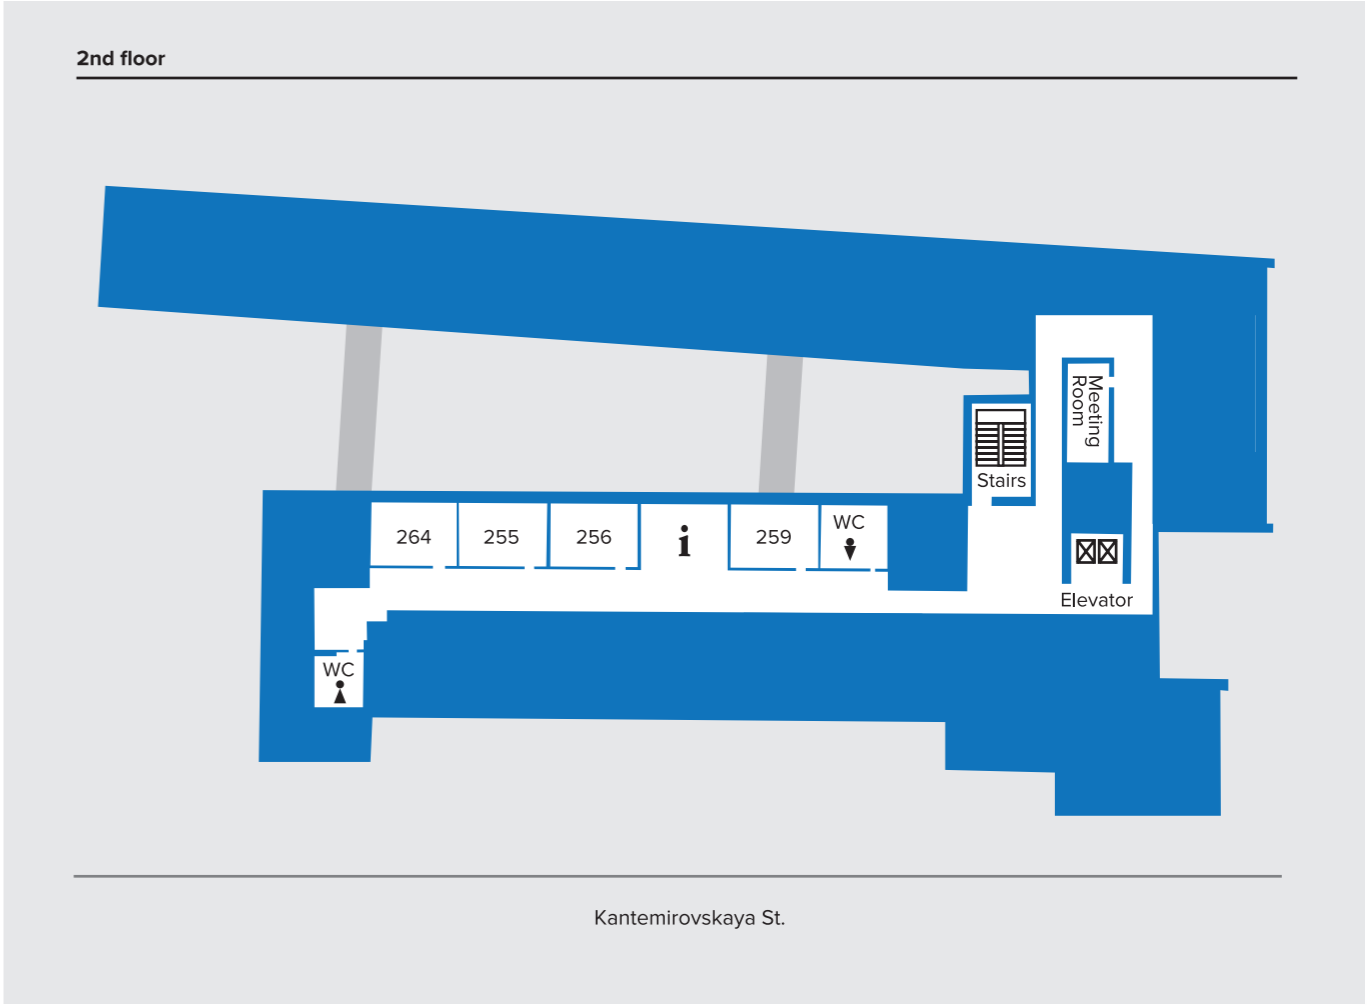 2nd floor
Meeting
Room
Stairs
264
255
256
i
259
WC
Elevator
WC
Kantemirovskaya St.